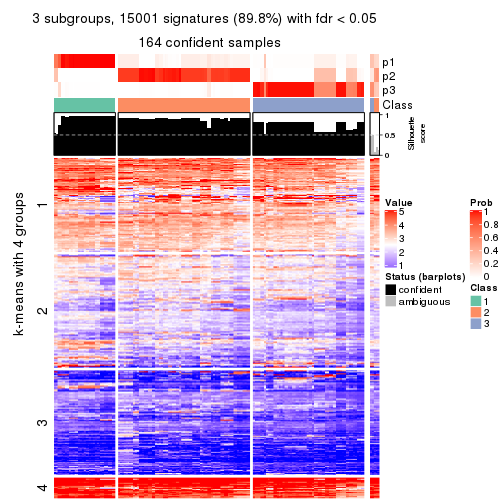 3 subgroups, 15001 signatures (89.8%) with fdr < 0.05
164 confident samples
p1
p2
p3
Class
1
0.5
0
Silhouette
score
k-means with 4 groups
1
2
3
4
Value
5
4
3
2
1
Status (barplots)
confident
ambiguous
Prob
1
0.8
0.6
0.4
0.2
0
Class
1
2
3